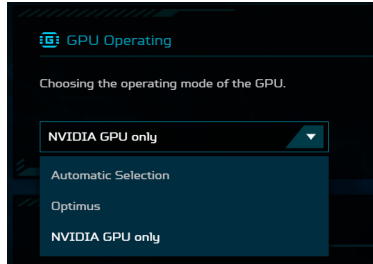 GPU Operating
Choosing the operating mode of the GPU.
NVIDIA GPU only
Automatic Selection
Optimus
NVIDIA GPU only